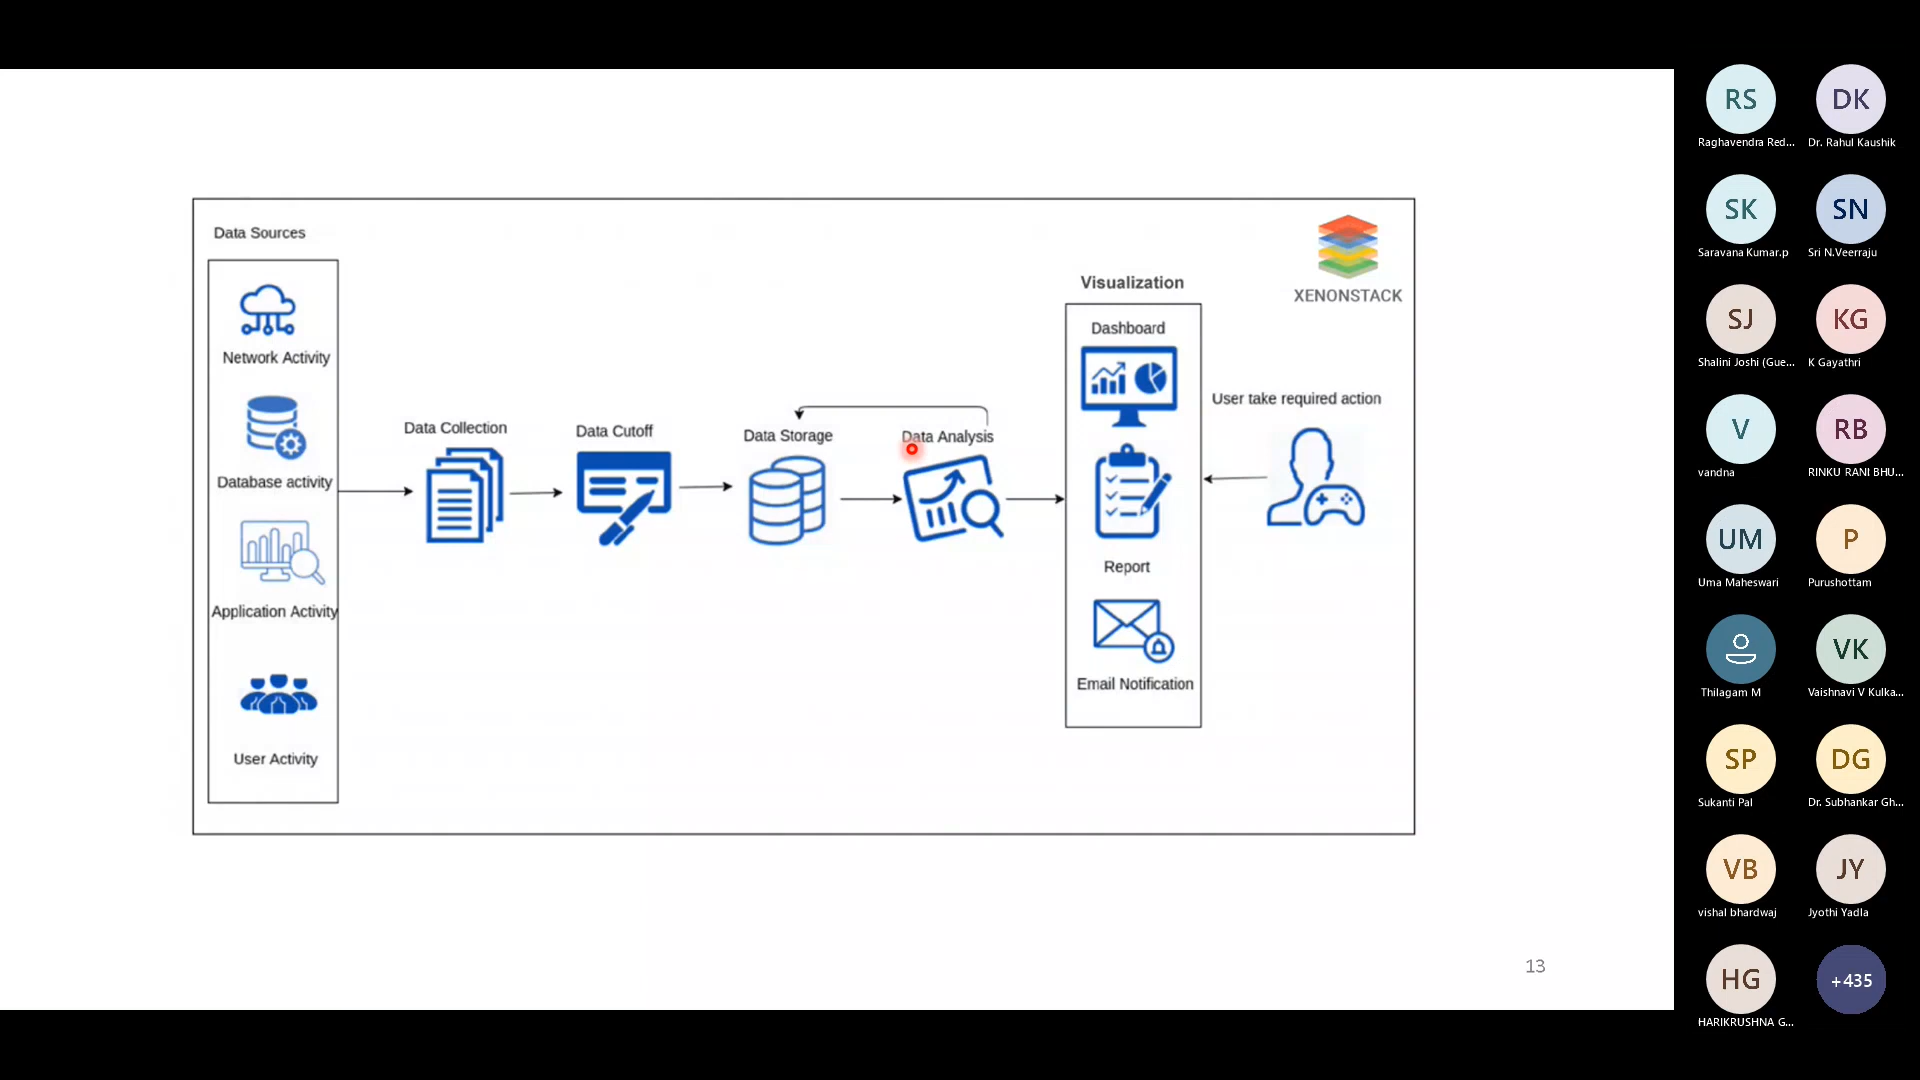 Data Sources
Network Activity
Database activity
Application Activity
User Activity
Data Collection
Data Cutoff
Data Storage
Data Analysis
Visualization
Dashboard
Report
Email Notification
User take required action
XENONSTACK
13
RS
Raghavendra Red...
DK
Dr. Rahul Kaushik
SK
Saravana Kumar.p
SN
Sri N.Veerraju
SJ
Shalini Joshi (Gue...
KG
K Gayathri
V
vandna
RB
RINKU RANI BHU...
UM
Uma Maheswari
P
Purushottam
Thilagam M
VK
Vaishnavi V Kulka...
SP
Sukanti Pal
DG
Dr. Subhankar Gh...
VB
vishal bhardwaj
JY
Jyothi Yadla
HG
HARIKRUSHNA G...
+435